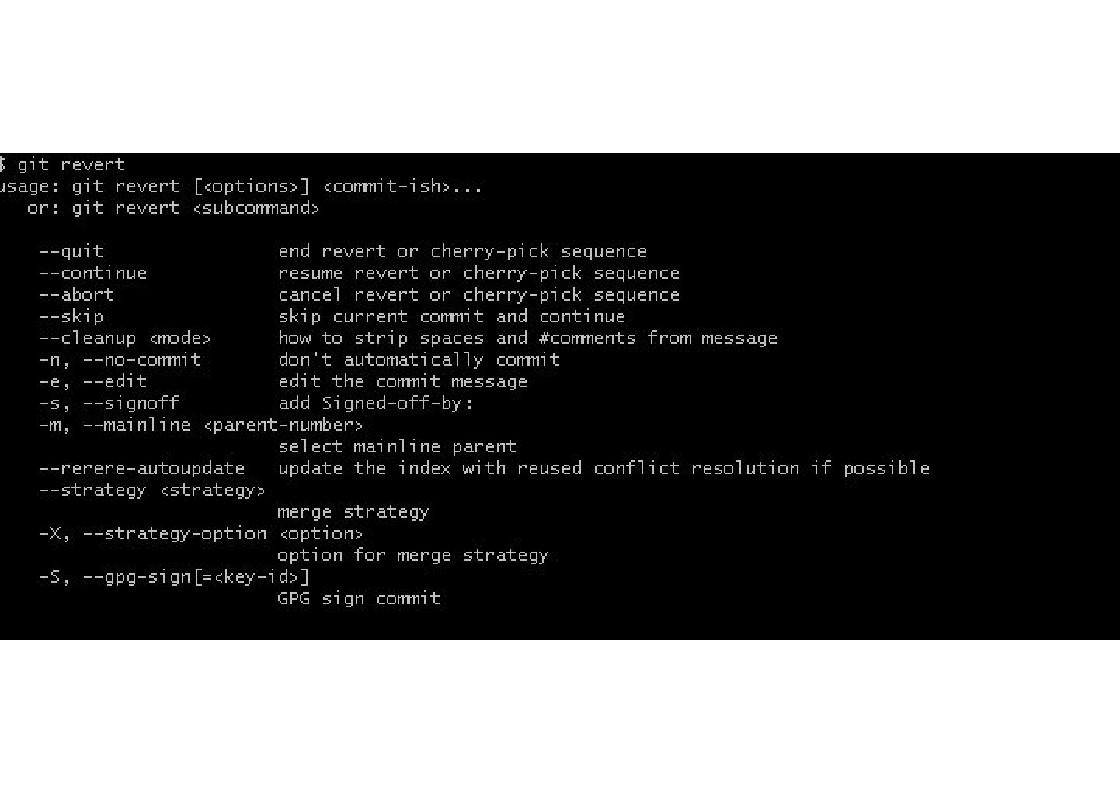 $ git revert
usage: git revert [<options>] <commit-ish>...
   or: git revert <subcommand>

    --quit                end revert or cherry-pick sequence
    --continue            resume revert or cherry-pick sequence
    --abort               cancel revert or cherry-pick sequence
    --skip                skip current commit and continue
    --cleanup <mode>      how to strip spaces and #comments from message
    -n, --no-commit       don't automatically commit
    -e, --edit            edit the commit message
    -s, --signoff         add Signed-off-by:
    -m, --mainline <parent-number>
                          select mainline parent
    --rerere-autoupdate   update the index with reused conflict resolution if possible
    --strategy <strategy>
                          merge strategy
    -X, --strategy-option <option>
                          option for merge strategy
    -S, --gpg-sign[=<key-id>]
                          GPG sign commit